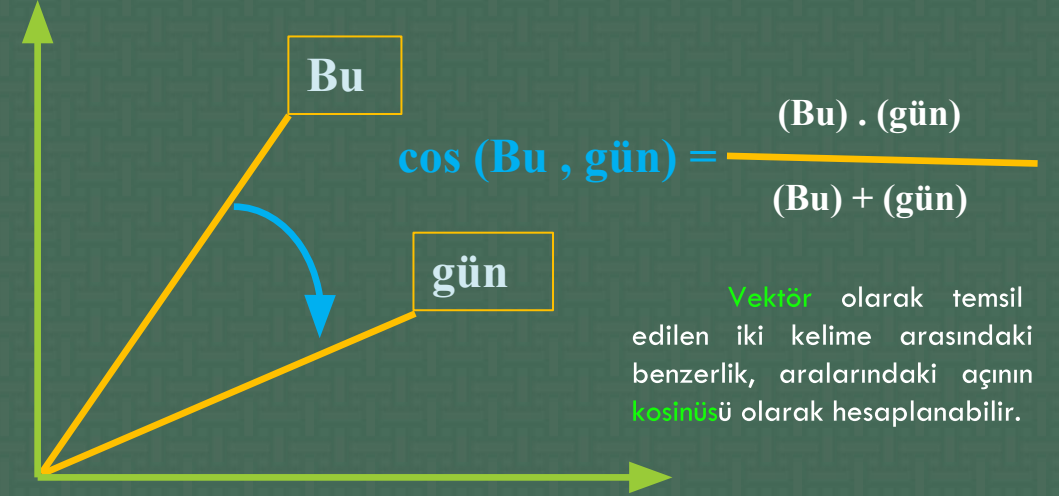 Bu
(Bu) . (gün)
cos (Bu , gün) =
(Bu) + (gün)
gün
Vektör olarak temsil
edilen iki kelime arasındaki
benzerlik, aralarındaki açının
kosinüsü olarak hesaplanabilir.